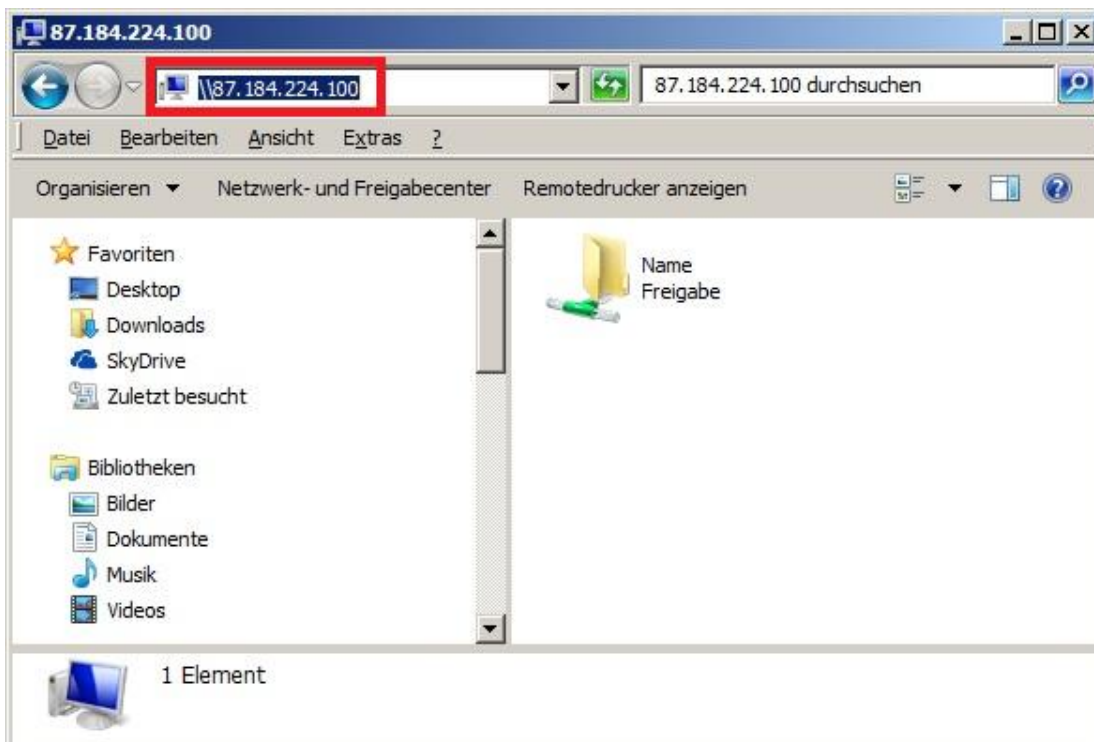 87.184.224.100
\\87.184.224.100
87.184.224.100 durchsuchen
Datei Bearbeiten Ansicht Extras ?
Organisieren Netzwerk- und Freigabecenter Remotedrucker anzeigen
Favoriten
Desktop
Downloads
SkyDrive
Zuletzt besucht
Bibliotheken
Bilder
Dokumente
Musik
Videos
Name
Freigabe
1 Element